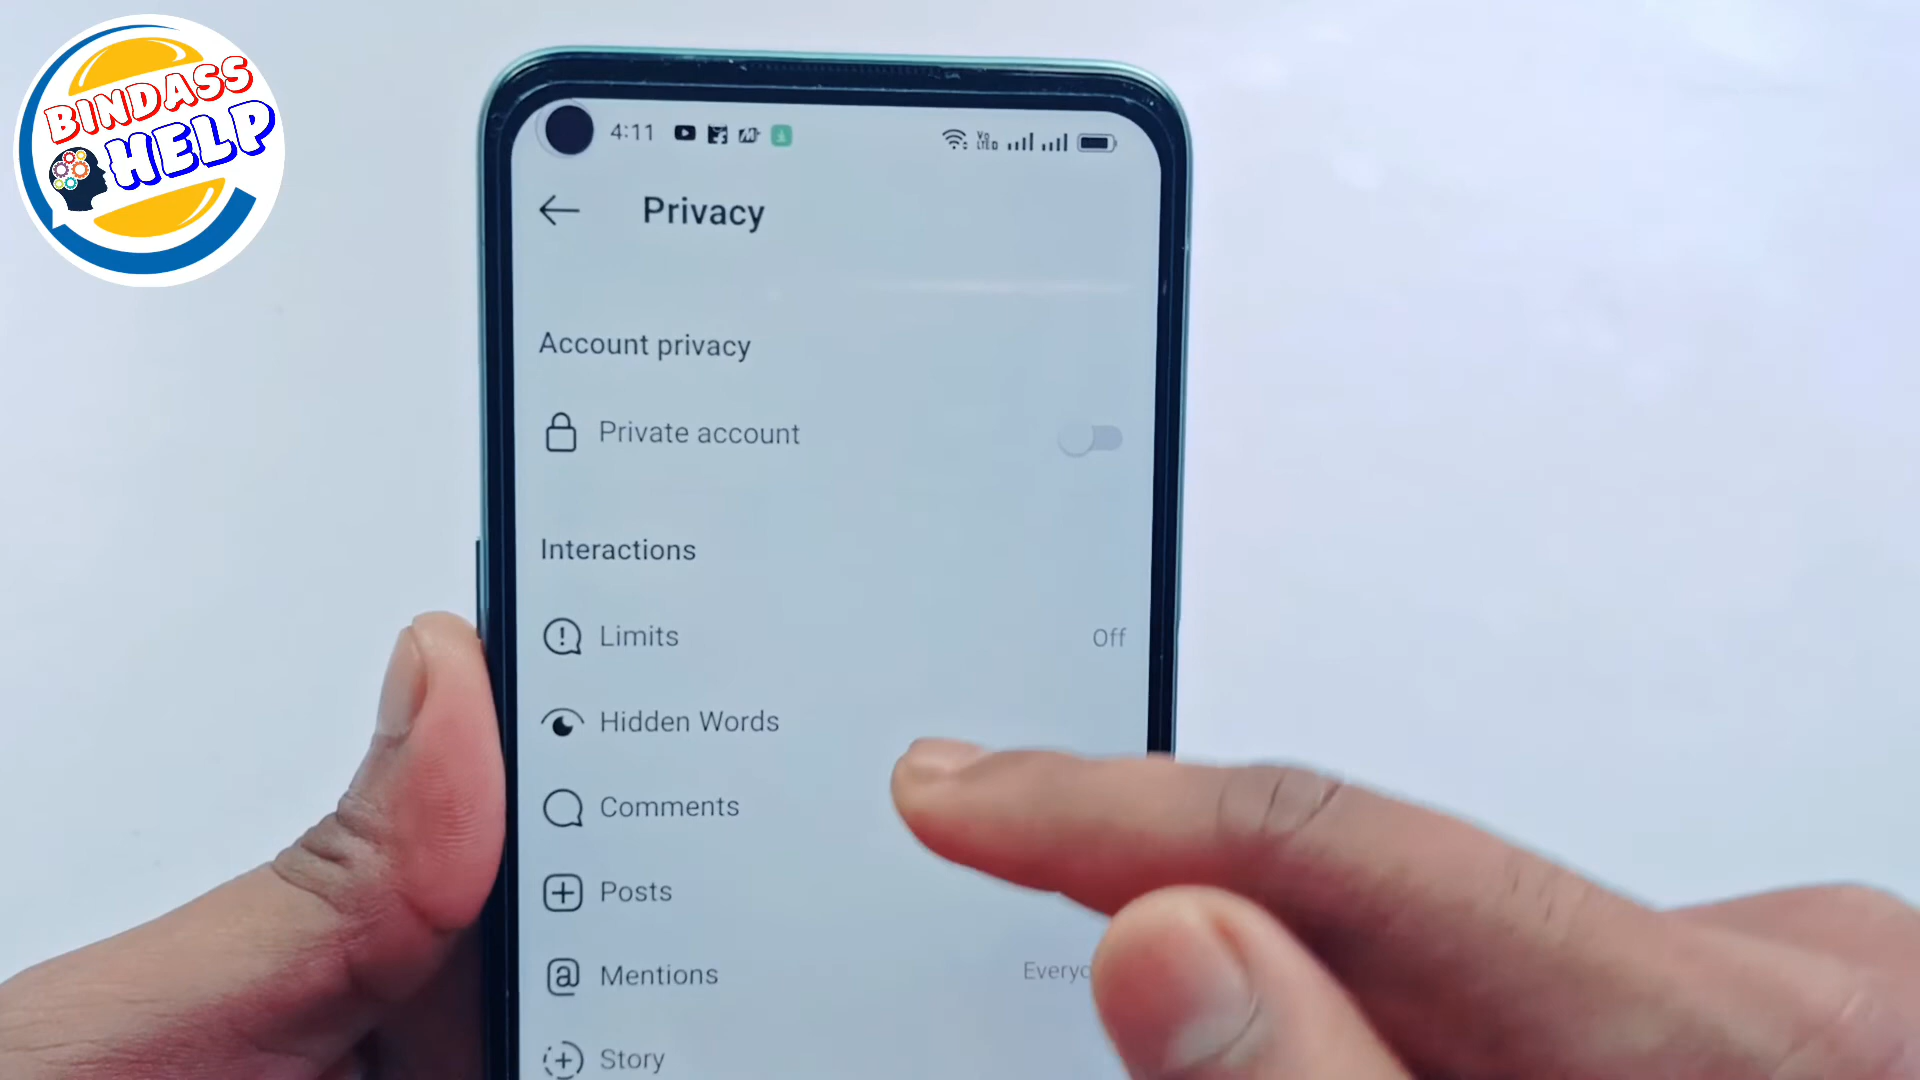 BINDASS
HELP
4:11
Privacy
Account privacy
Private account
Interactions
Limits
Off
Hidden Words
Comments
Posts
Mentions
Story